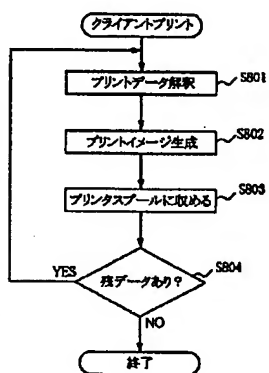 クライアントプリント
プリントデータ解釈
S801
プリントイメージ生成
S802
プリンタスプールに収める
S803
残データあり?
S804
YES
NO
終了